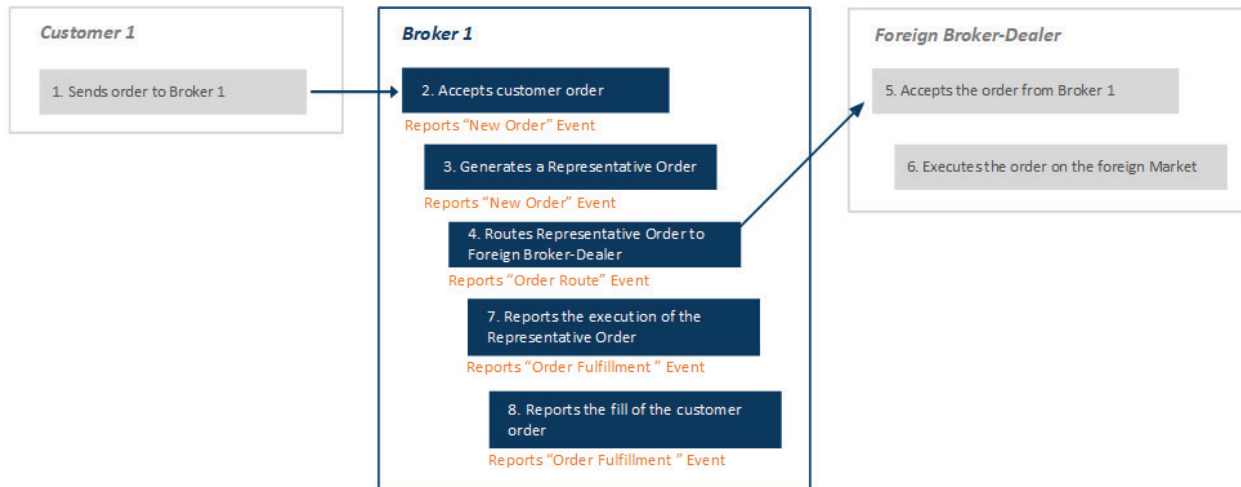 Customer 1
1. Sends order to Broker 1
Broker 1
2. Accepts customer order
Reports “New Order” Event
3. Generates a Representative Order
Reports “New Order” Event
4. Routes Representative Order to
Foreign Broker-Dealer
Reports “Order Route” Event
7. Reports the execution of the
Representative Order
Reports “Order Fulfillment ” Event
8. Reports the fill of the customer
order
Reports “Order Fulfillment ” Event
Foreign Broker-Dealer
5. Accepts the order from Broker 1
6. Executes the order on the foreign Market